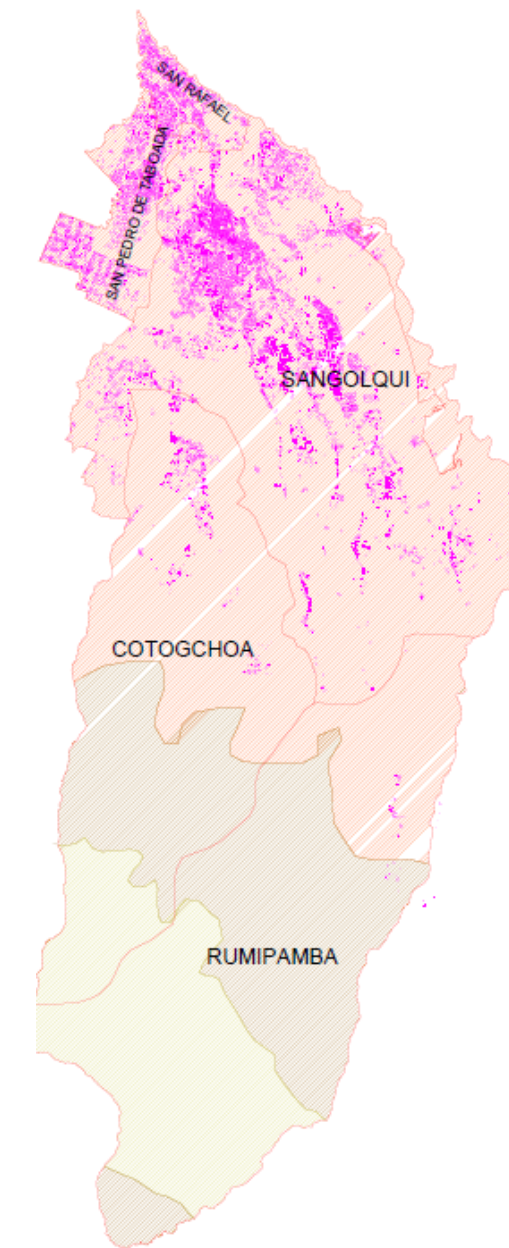 SAN RAFAEL
SAN PEDRO DE TABOADA
SANGOLQUI
COTOGCHOA
RUMIPAMBA